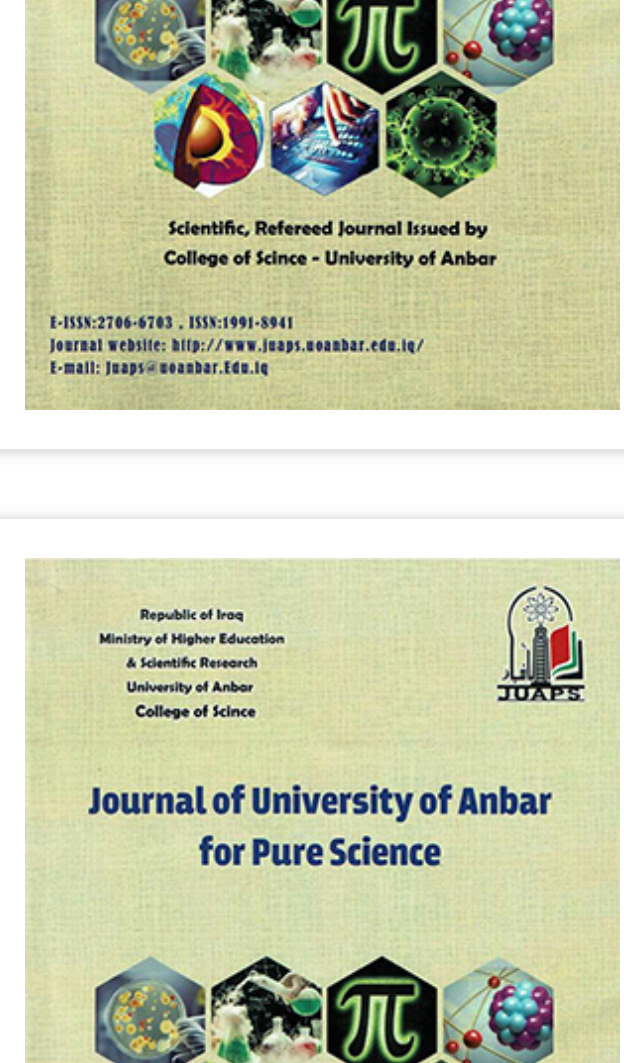 π
Scientific, Refereed Journal Issued by
College of Scince - University of Anbar
E-ISSN:2706-6703 , ISSN:1991-8941
Journal website: http://www.juaps.uoanbar.edu.iq/
E-mail: Juaps@uoanbar.Edu.iq
Republic of Iraq
Ministry of Higher Education
& Scientific Research
University of Anbar
College of Scince
الأنبار
JUAPS
Journal of University of Anbar
for Pure Science
π